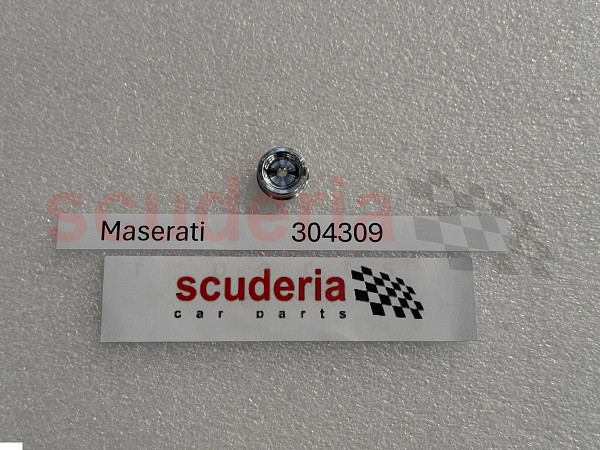 scuderia
Maserati 304309
scuderia
car parts